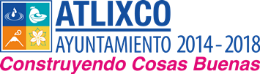 ATLIXCO
AYUNTAMIENTO 2014-2018
Construyendo Cosas Buenas